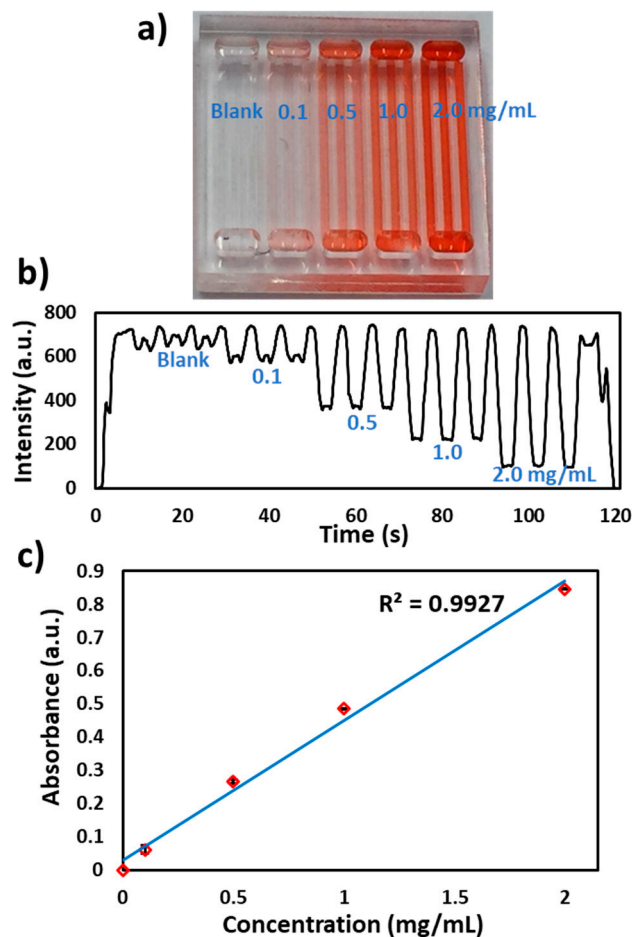 a)
Blank 0.1 0.5 1.0 2.0 mg/mL
b)
800
600
400
200
0
Intensity (a.u.)
Blank
0.1
0.5
1.0
2.0 mg/mL
0 20 40 60 80 100 120
Time (s)
c)
0.9
0.8
0.7
0.6
0.5
0.4
0.3
0.2
0.1
0
Absorbance (a.u.)
R² = 0.9927
0 0.5 1 1.5 2
Concentration (mg/mL)